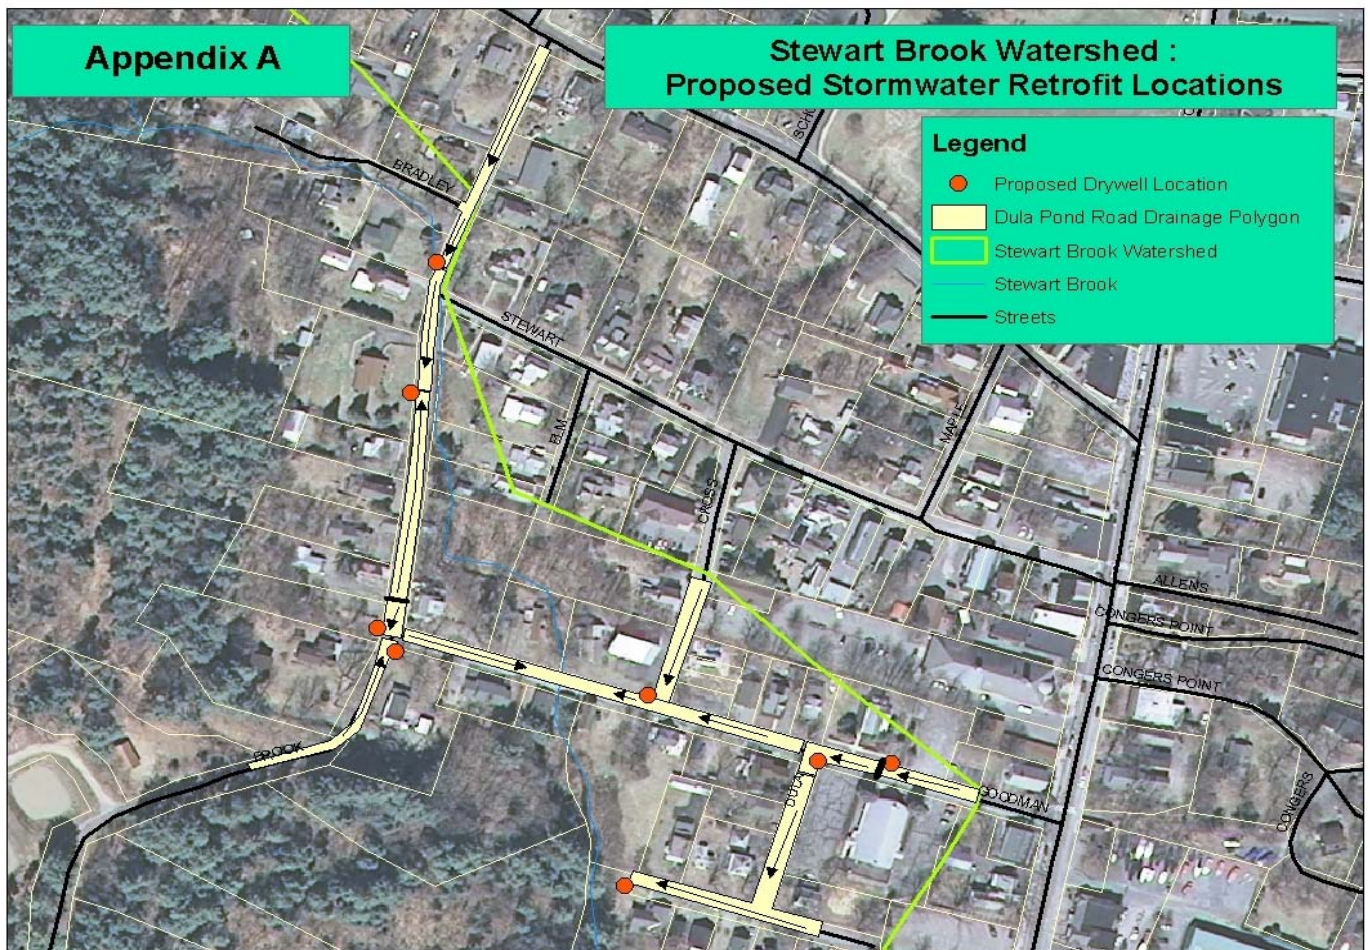 Appendix A
Stewart Brook Watershed :
Proposed Stormwater Retrofit Locations
Legend
Proposed Drywell Location
Dula Pond Road Drainage Polygon
Stewart Brook Watershed
Stewart Brook
Streets
BRADLEY
STEWART
ELM
CROSS
MAPLE
ALLENS
CONGERS POINT
CONGERS POINT
CONGERS
GOODMAN
BROOK